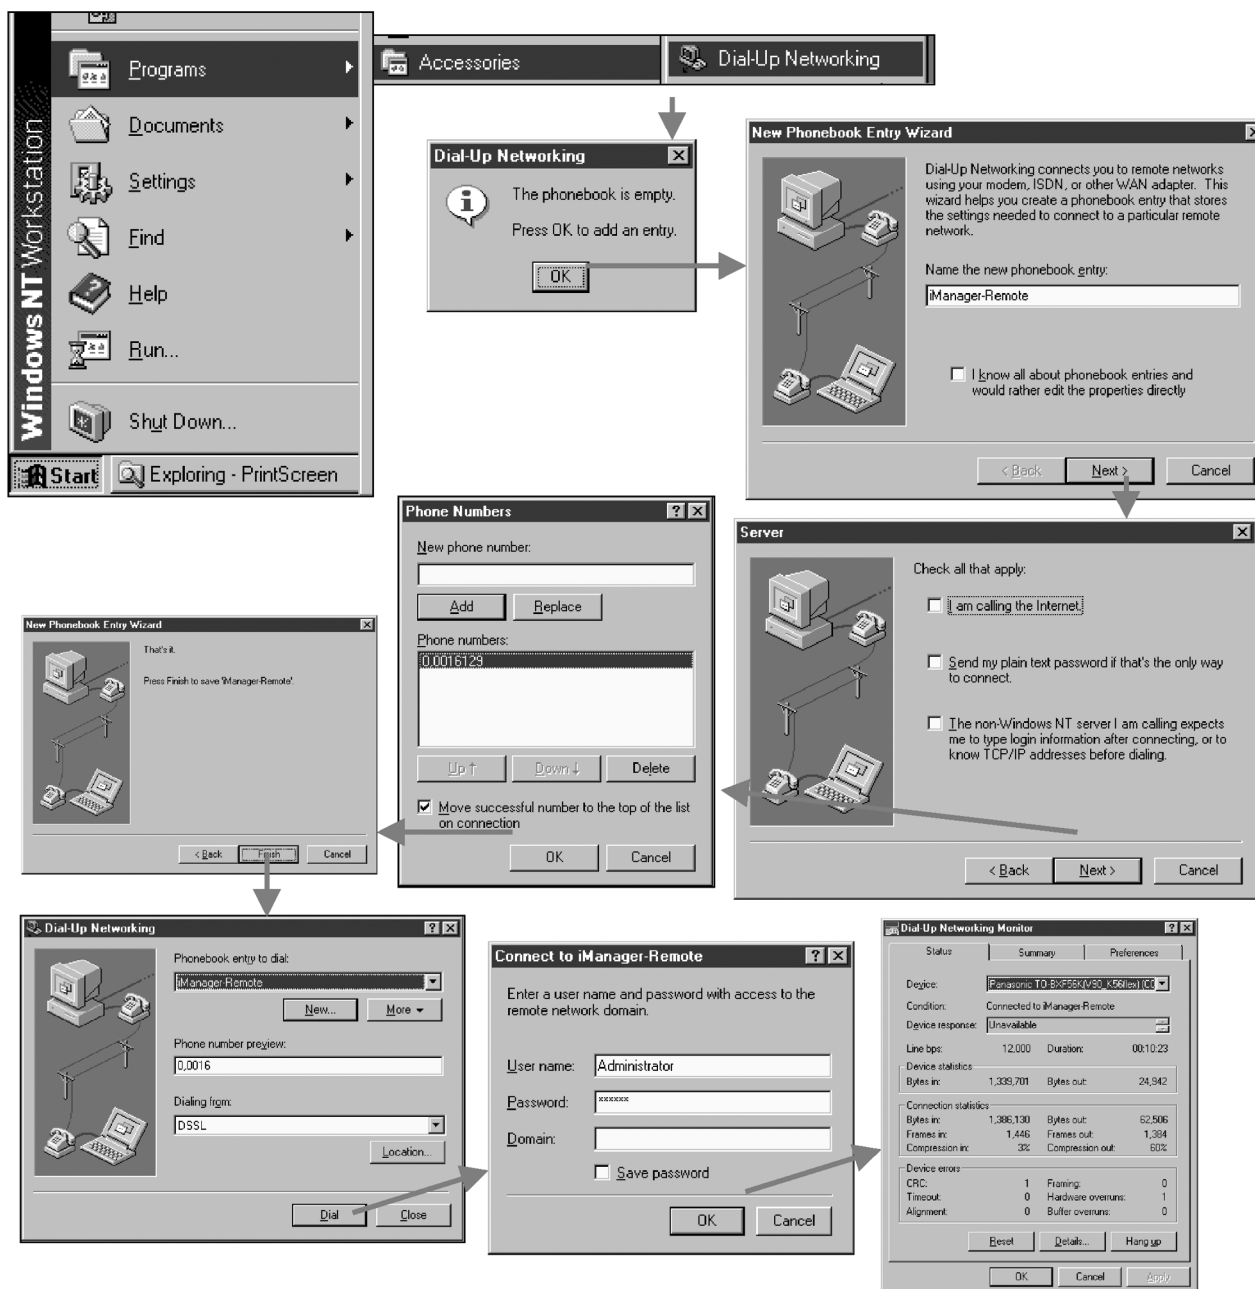 Windows NT Workstation
Programs
Documents
Settings
Find
Help
Run...
Shut Down...
Start
Exploring - PrintScreen
Accessories
Dial-Up Networking
Dial-Up Networking
The phonebook is empty.
Press OK to add an entry.
OK
New Phonebook Entry Wizard
Dial-Up Networking connects you to remote networks
using your modem, ISDN, or other WAN adapter. This
wizard helps you create a phonebook entry that stores
the settings needed to connect to a particular remote
network.
Name the new phonebook entry:
iManager-Remote
I know all about phonebook entries and
would rather edit the properties directly
< Back
Next >
Cancel
Server
Check all that apply:
I am calling the Internet.
Send my plain text password if that's the only way
to connect.
The non-Windows NT server I am calling expects
me to type login information after connecting, or to
know TCP/IP addresses before dialing.
< Back
Next >
Cancel
Phone Numbers
New phone number:
Add
Replace
Phone numbers:
0,0016129
Up ↑
Down ↓
Delete
Move successful number to the top of the list
on connection
OK
Cancel
New Phonebook Entry Wizard
That's it.
Press Finish to save 'iManager-Remote'.
< Back
Finish
Cancel
Dial-Up Networking
Phonebook entry to dial:
iManager-Remote
New...
More
Phone number preview:
0,0016
Dialing from:
DSSL
Location...
Dial
Close
Connect to iManager-Remote
Enter a user name and password with access to the
remote network domain.
User name: Administrator
Password: ××××××
Domain:
Save password
OK
Cancel
Dial-Up Networking Monitor
Status
Summary
Preferences
Device: Panasonic TO-BXF56K(V90_K56flex) (CO
Condition: Connected to iManager-Remote
Device response: Unavailable
Line bps: 12,000 Duration: 00:10:23
Device statistics
Bytes in: 1,339,701 Bytes out: 24,942
Connection statistics
Bytes in: 1,386,130 Bytes out: 62,506
Frames in: 1,446 Frames out: 1,384
Compression in: 3% Compression out: 60%
Device errors
CRC: 1 Framing: 0
Timeout: 0 Hardware overruns: 1
Alignment: 0 Buffer overruns: 0
Reset
Details...
Hang up
OK
Cancel
Apply